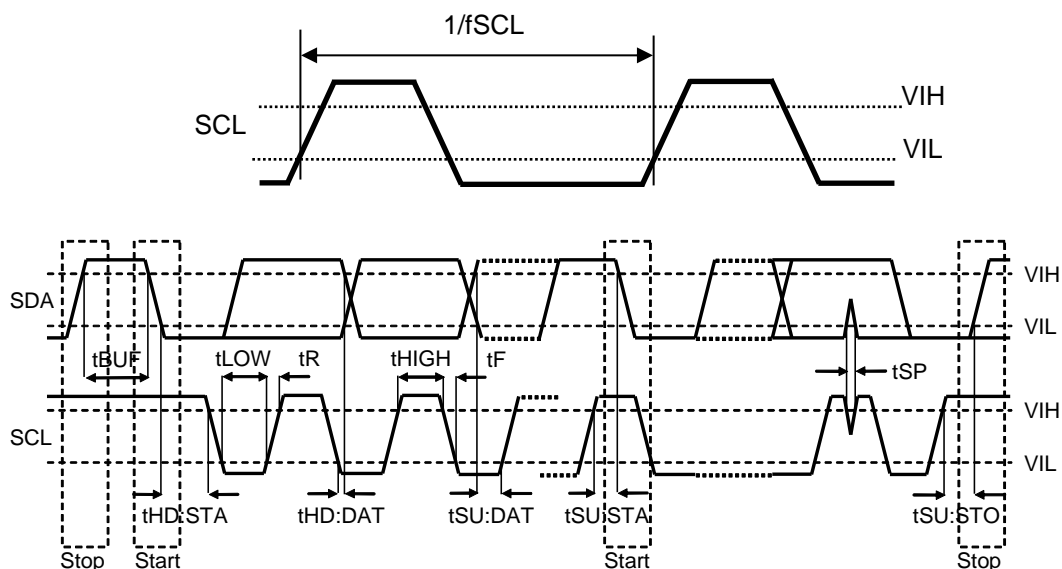 1/fSCL
VIH
SCL
VIL
VIH
SDA
VIL
tBUF tLOW tR tHIGH tF
tSP
VIH
SCL
VIL
tHD:STA tHD:DAT tSU:DAT tSU:STA tSU:STO
Stop Start Start Stop